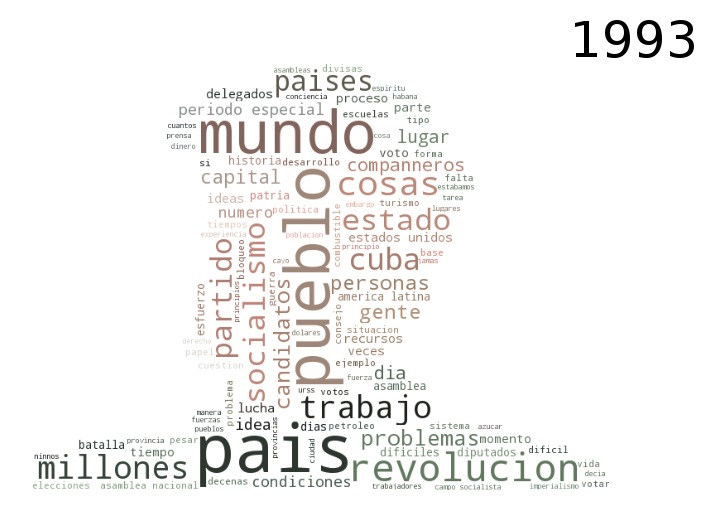 1993
asambleas divisas
paises espiritu
delegados conciencia proceso habana
periodo especial escuelas parte
cuantos mundo tipo
prensa cosa lugar
dinero voto forma
si historia desarrollo companneros
capital pueblo cosas falta
estabamos
ideas patria embargo turismo tarea
numero politica estado lugares
tiempos combustible
experiencia poblacion estados unidos
partido socialismo principio base
bloqueo cayo cuba jamas
guerra personas
principios candidatos america latina
esfuerzo consejo gente
derecho dolares situacion
papel recursos
veces
cuestion ejemplo
fuerza dia
problema urss votos asamblea
manera lucha trabajo
fuerzas idea dias petroleo sistema azucar
pueblos provincias
batalla provincia pesar pais ciudad problemas momento
ninnos tiempo dificiles diputados dificil
millones revolucion vida
decia
elecciones asamblea nacional decenas condiciones trabajadores campo socialista imperialismo votar